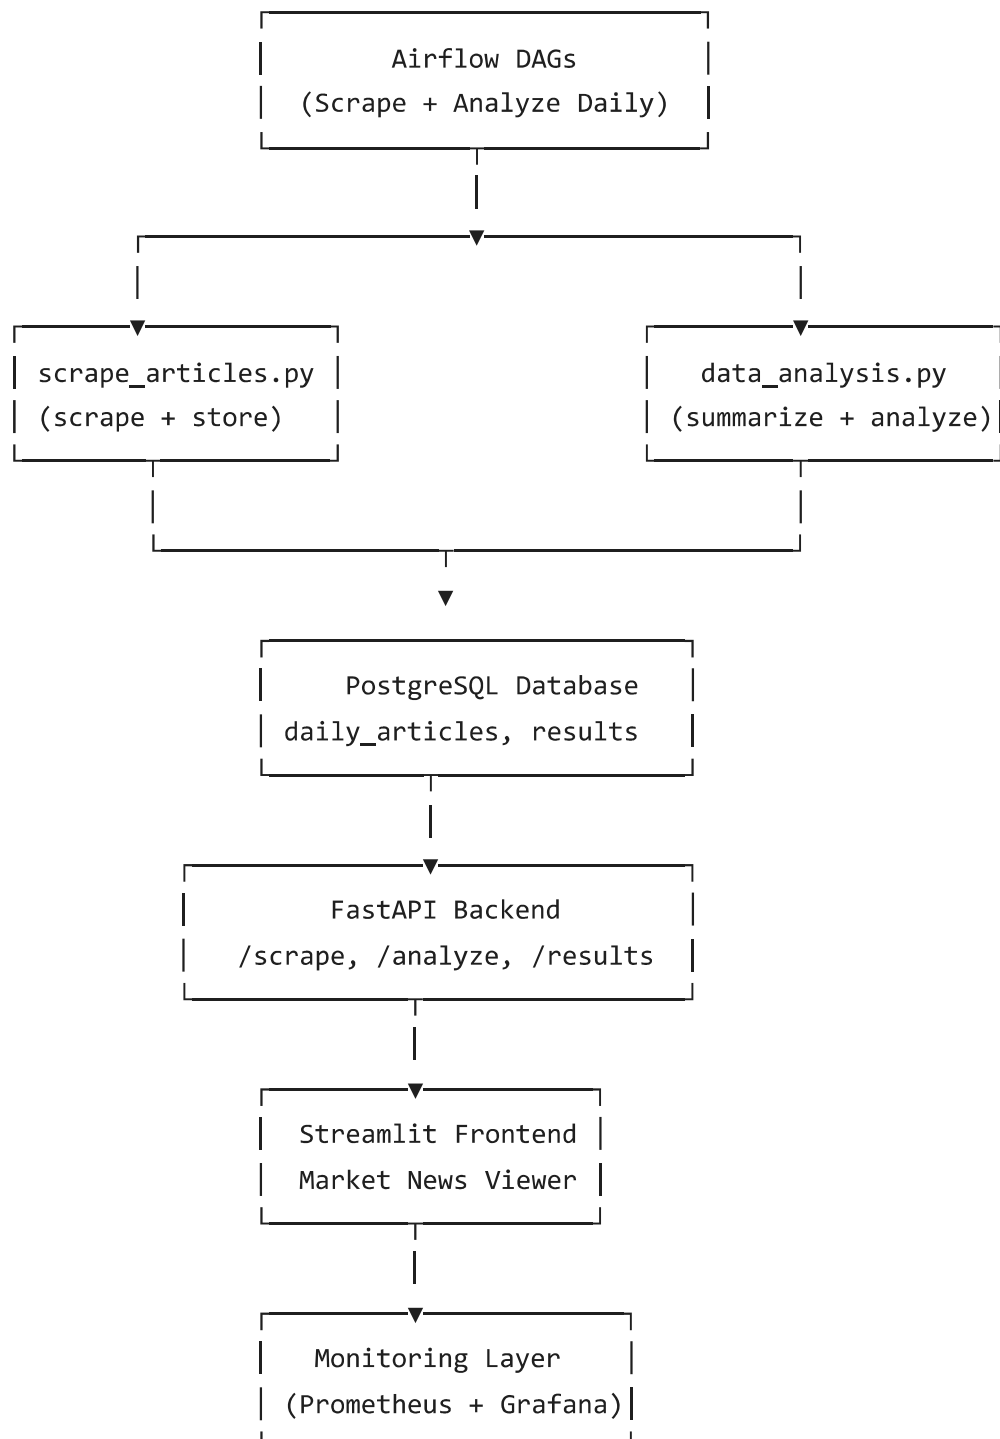 Airflow DAGs
(Scrape + Analyze Daily)
scrape_articles.py
(scrape + store)
data_analysis.py
(summarize + analyze)
PostgreSQL Database
daily_articles, results
FastAPI Backend
/scrape, /analyze, /results
Streamlit Frontend
Market News Viewer
Monitoring Layer
(Prometheus + Grafana)